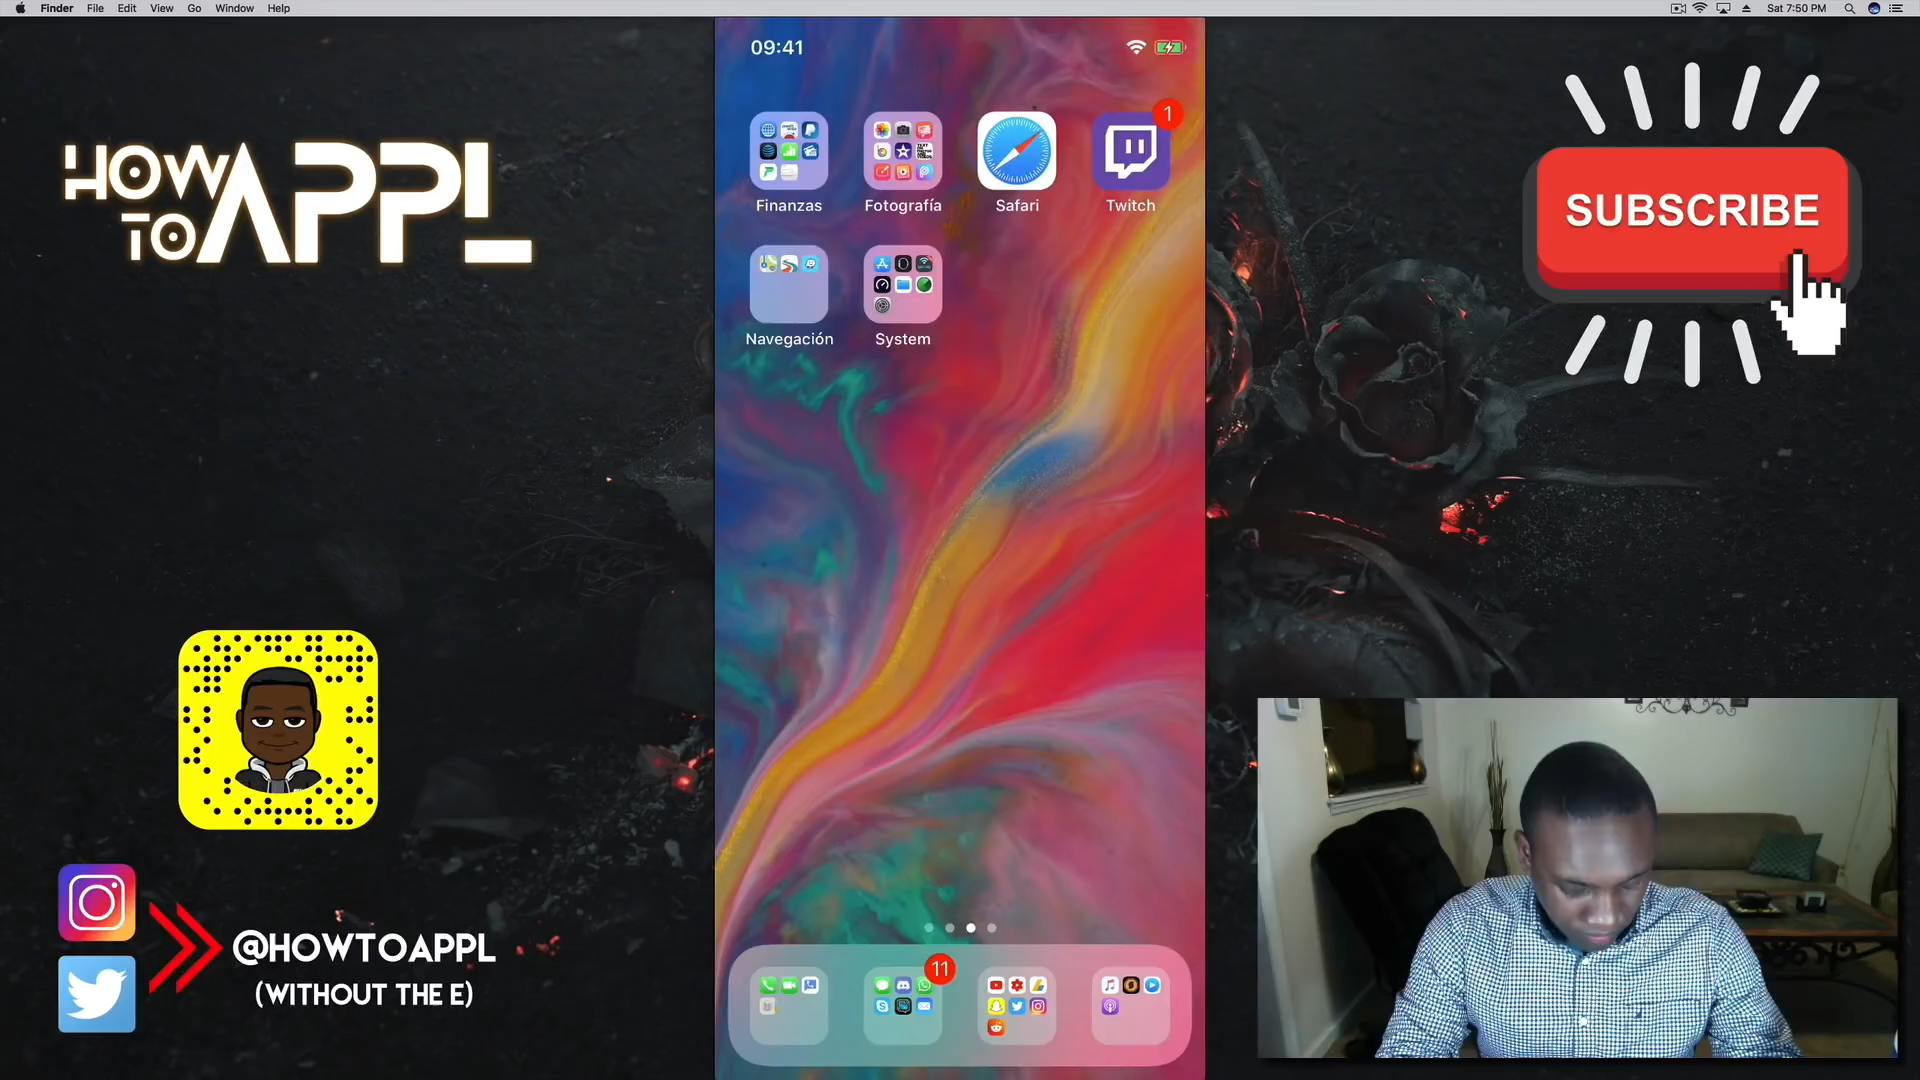 Finder File Edit View Go Window Help
Sat 7:50 PM
09:41
HOW
TO APPL
1
SUBSCRIBE
Finanzas Fotografía Safari Twitch
Navegación System
@HOWTOAPPL
(WITHOUT THE E)
11